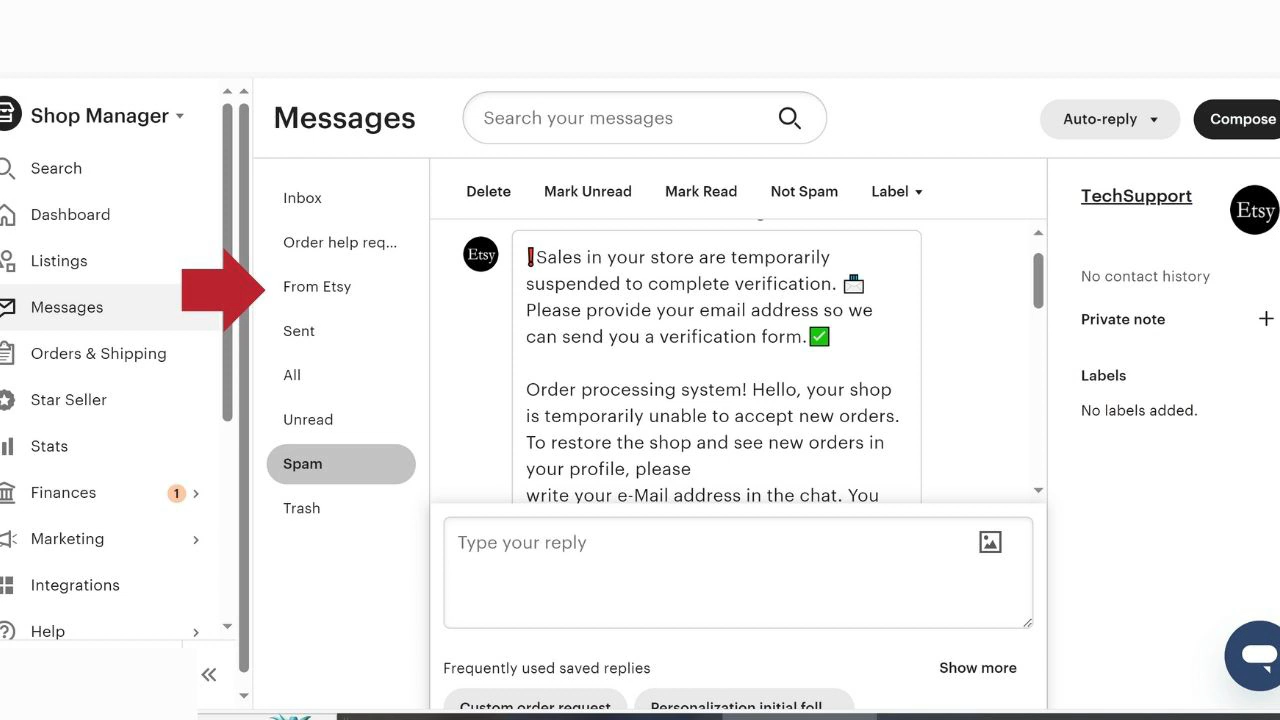 Shop Manager
Search
Dashboard
Listings
Messages
Orders & Shipping
Star Seller
Stats
Finances 1
Marketing
Integrations
Help
Messages
Search your messages
Auto-reply
Compose
Inbox
Order help req...
From Etsy
Sent
All
Unread
Spam
Trash
Delete Mark Unread Mark Read Not Spam Label
Etsy
❗Sales in your store are temporarily
suspended to complete verification. 📩
Please provide your email address so we
can send you a verification form.✅
Order processing system! Hello, your shop
is temporarily unable to accept new orders.
To restore the shop and see new orders in
your profile, please
write your e-Mail address in the chat. You
Type your reply
Frequently used saved replies
Show more
Custom order request
Personalization initial foll
TechSupport
Etsy
No contact history
Private note
Labels
No labels added.